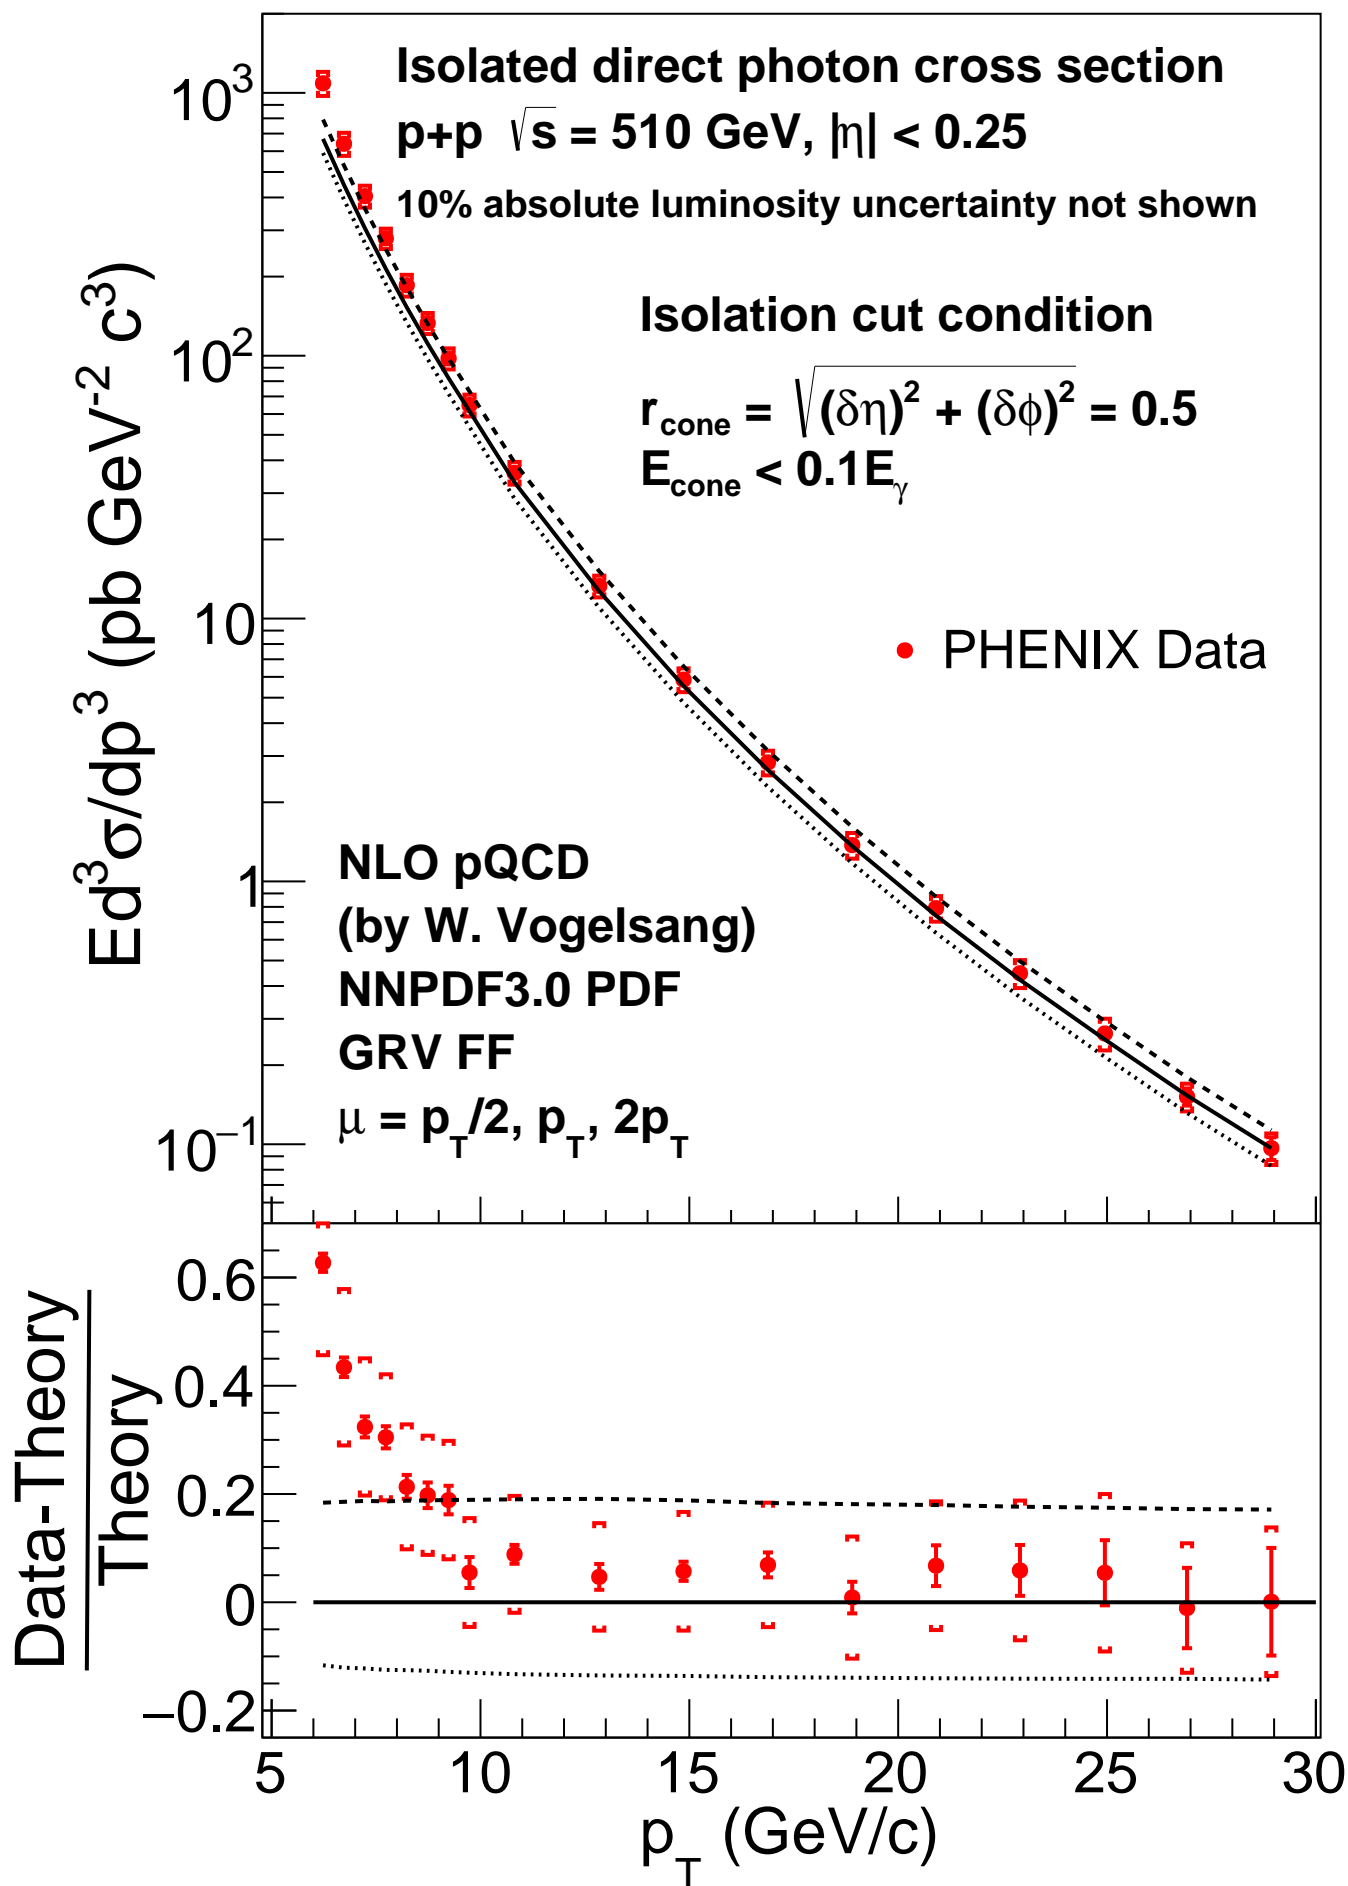 Isolated direct photon cross section
p+p √s = 510 GeV, |η| < 0.25
10% absolute luminosity uncertainty not shown
Isolation cut condition
r_cone = √(δη)² + (δϕ)² = 0.5
E_cone < 0.1E_γ
PHENIX Data
NLO pQCD
(by W. Vogelsang)
NNPDF3.0 PDF
GRV FF
μ = p_T/2, p_T, 2p_T
Ed³σ/dp³ (pb GeV⁻² c³)
10³
10²
10
1
10⁻¹
Data-Theory
Theory
0.6
0.4
0.2
0
−0.2
5 10 15 20 25 30
p_T (GeV/c)